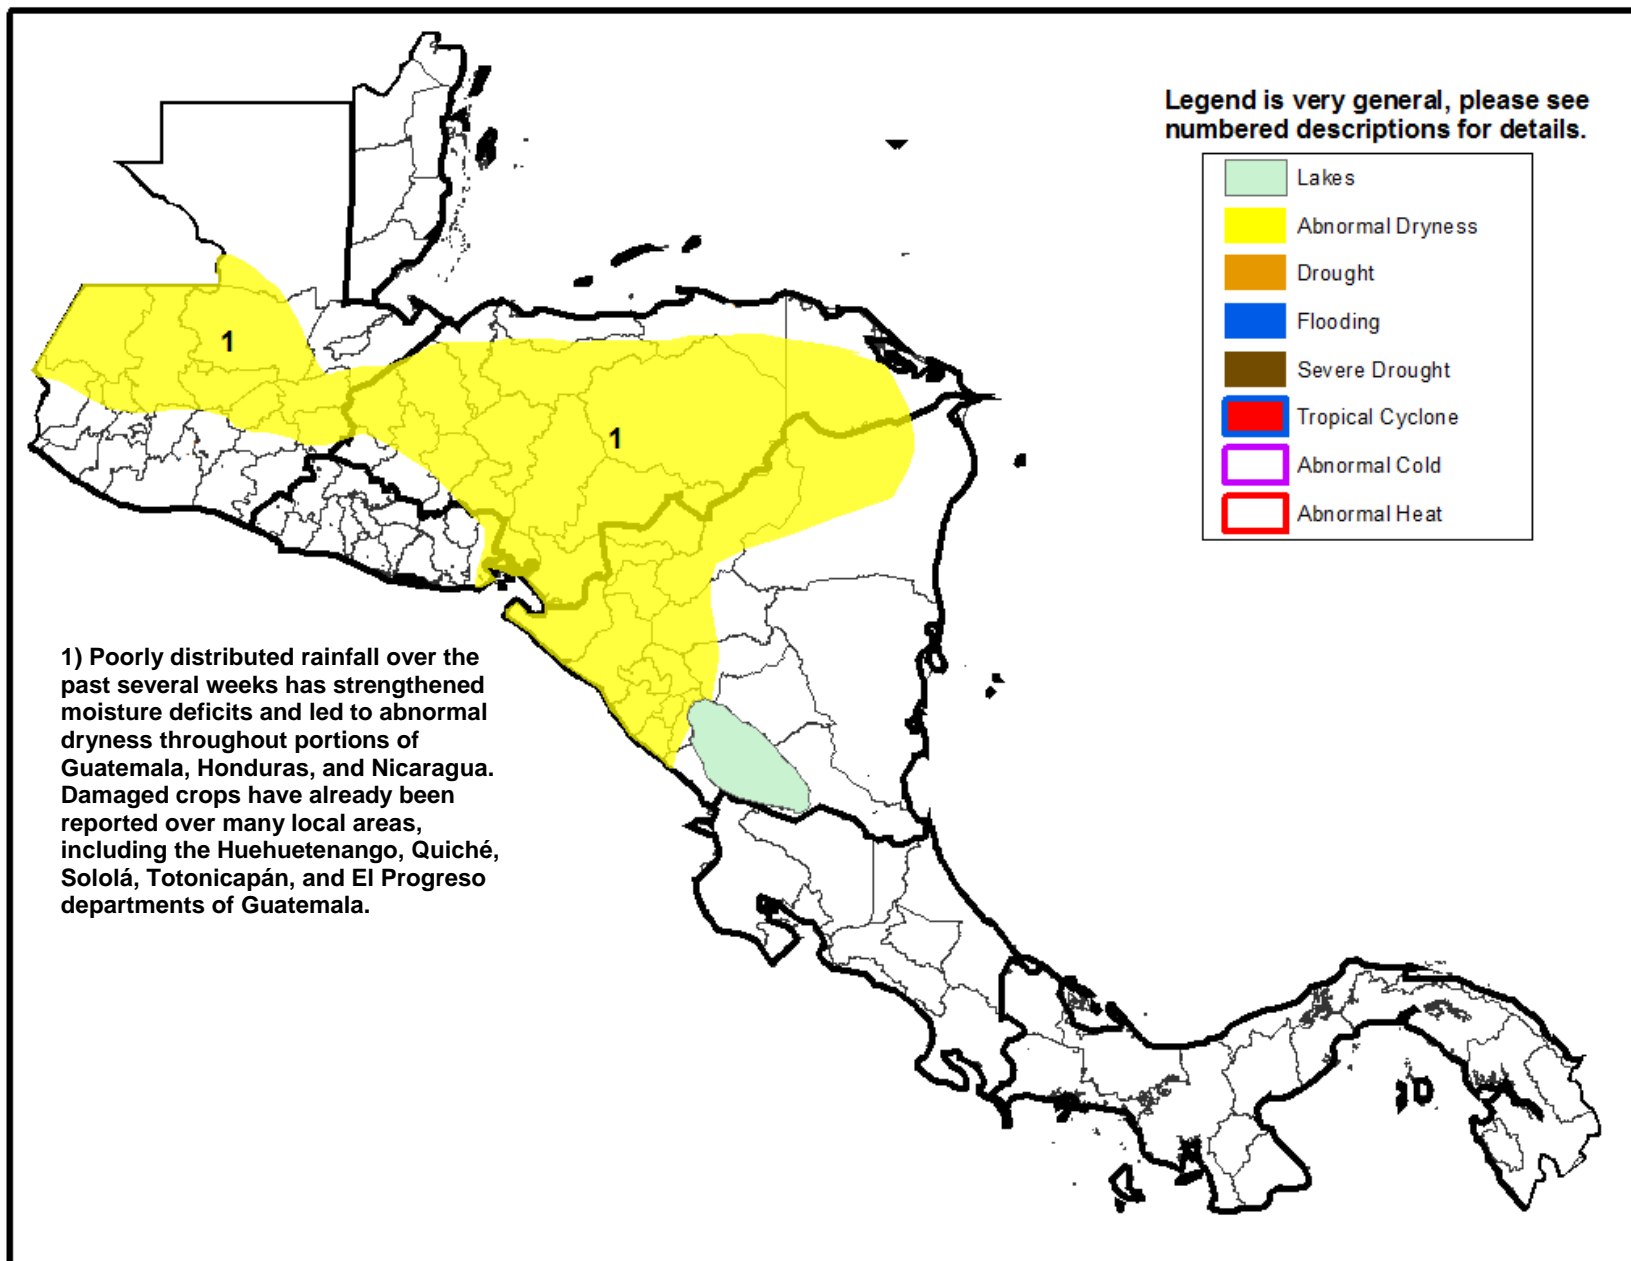 Legend is very general, please see
numbered descriptions for details.
Lakes
Abnormal Dryness
Drought
Flooding
Severe Drought
Tropical Cyclone
Abnormal Cold
Abnormal Heat
1
1
1) Poorly distributed rainfall over the
past several weeks has strengthened
moisture deficits and led to abnormal
dryness throughout portions of
Guatemala, Honduras, and Nicaragua.
Damaged crops have already been
reported over many local areas,
including the Huehuetenango, Quiché,
Sololá, Totonicapán, and El Progreso
departments of Guatemala.